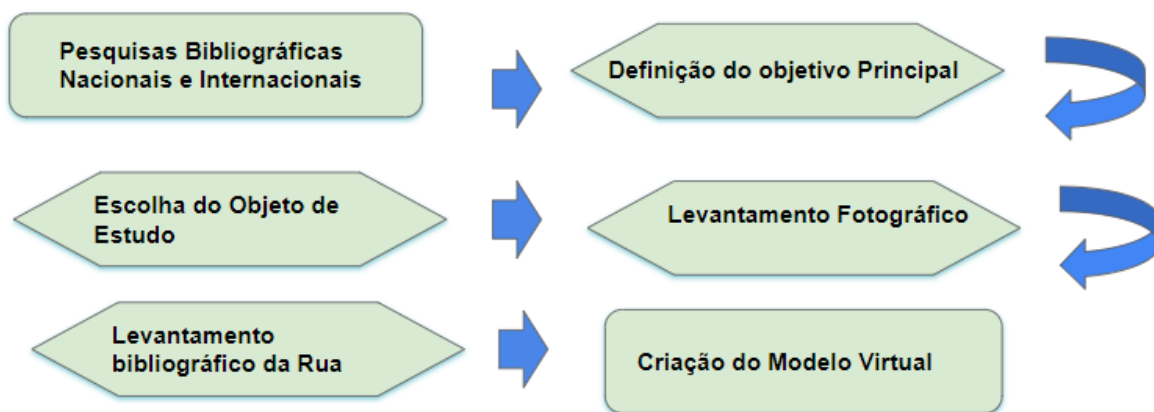 Pesquisas Bibliográficas
Nacionais e Internacionais
Definição do objetivo Principal
Escolha do Objeto de
Estudo
Levantamento Fotográfico
Levantamento
bibliográfico da Rua
Criação do Modelo Virtual